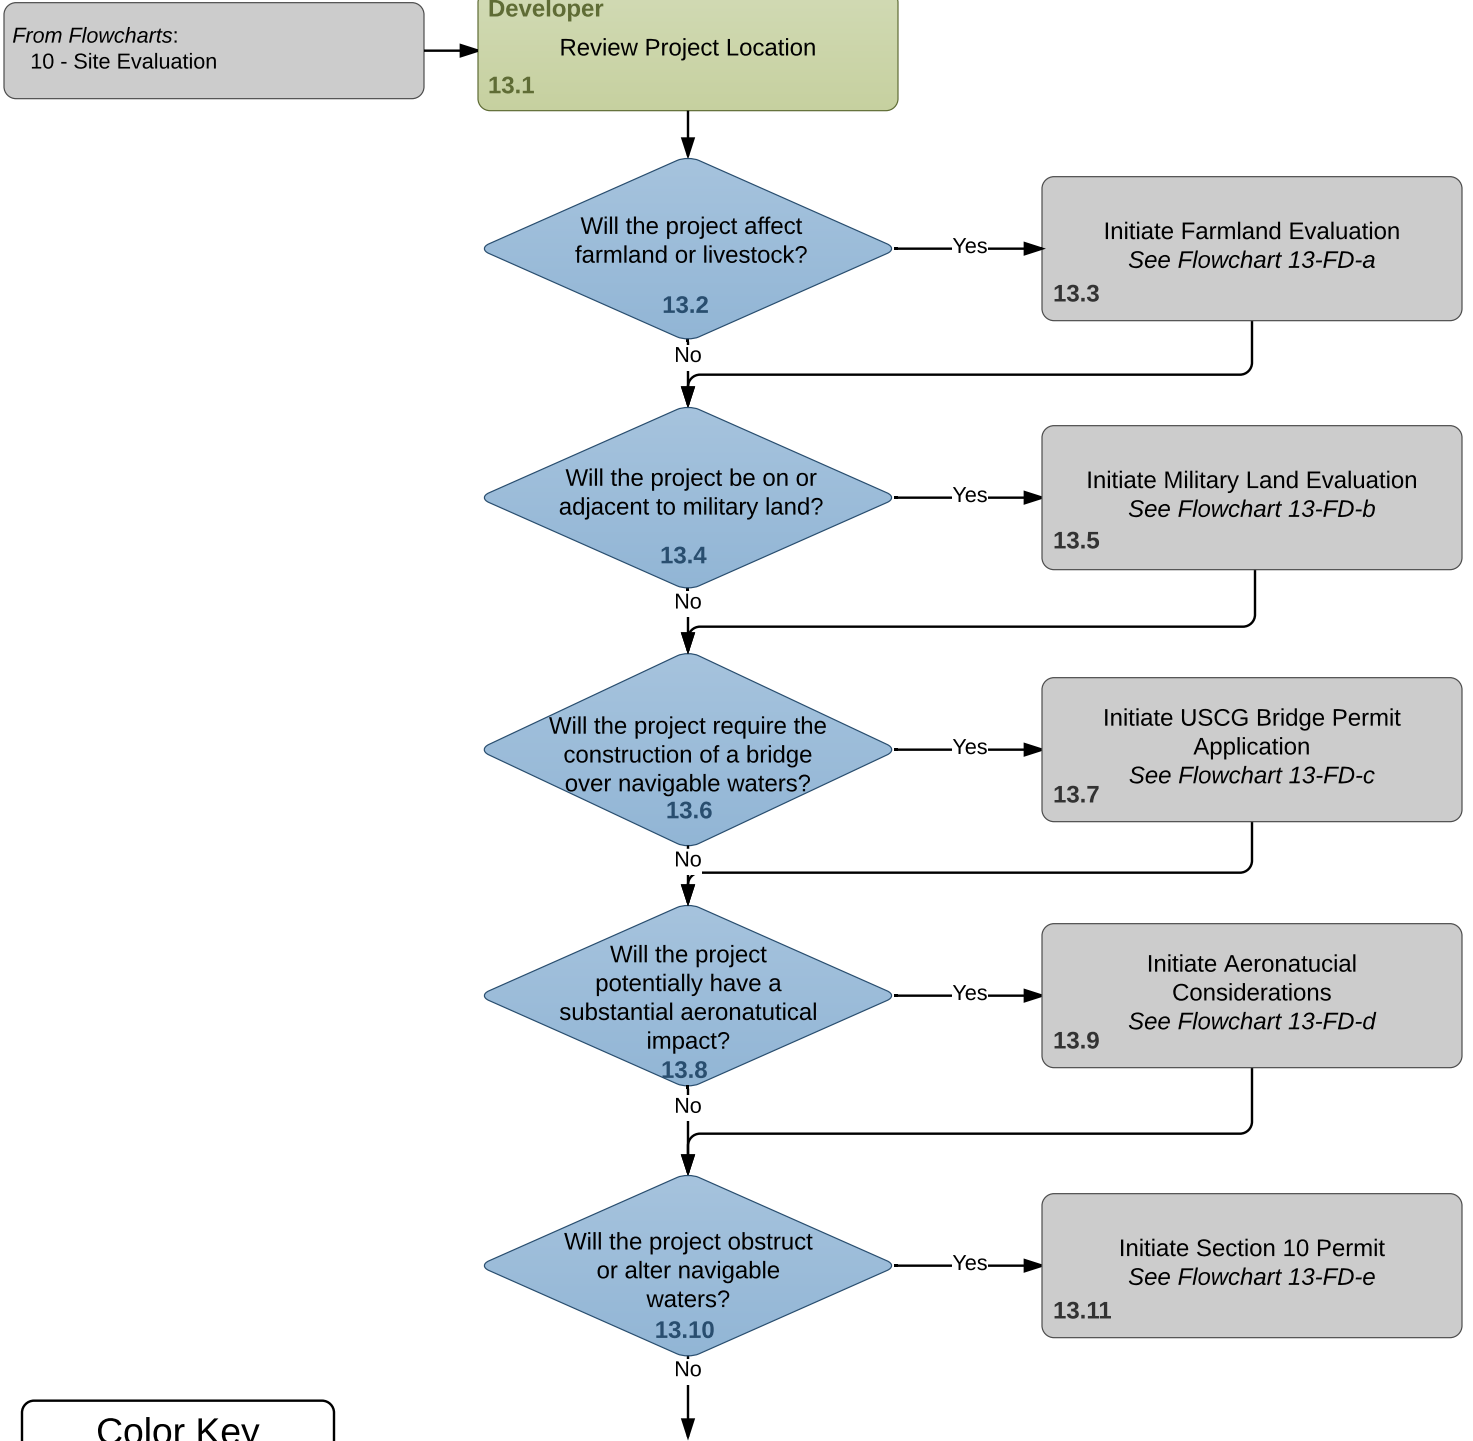 From Flowcharts:
10 - Site Evaluation
Developer
Review Project Location
13.1
Will the project affect
farmland or livestock?
13.2
Yes
Initiate Farmland Evaluation
See Flowchart 13-FD-a
13.3
No
Will the project be on or
adjacent to military land?
13.4
Yes
Initiate Military Land Evaluation
See Flowchart 13-FD-b
13.5
No
Will the project require the
construction of a bridge
over navigable waters?
13.6
Yes
Initiate USCG Bridge Permit
Application
See Flowchart 13-FD-c
13.7
No
Will the project
potentially have a
substantial aeronatutical
impact?
13.8
Yes
Initiate Aeronatucial
Considerations
See Flowchart 13-FD-d
13.9
No
Will the project obstruct
or alter navigable
waters?
13.10
Yes
Initiate Section 10 Permit
See Flowchart 13-FD-e
13.11
No
Color Key